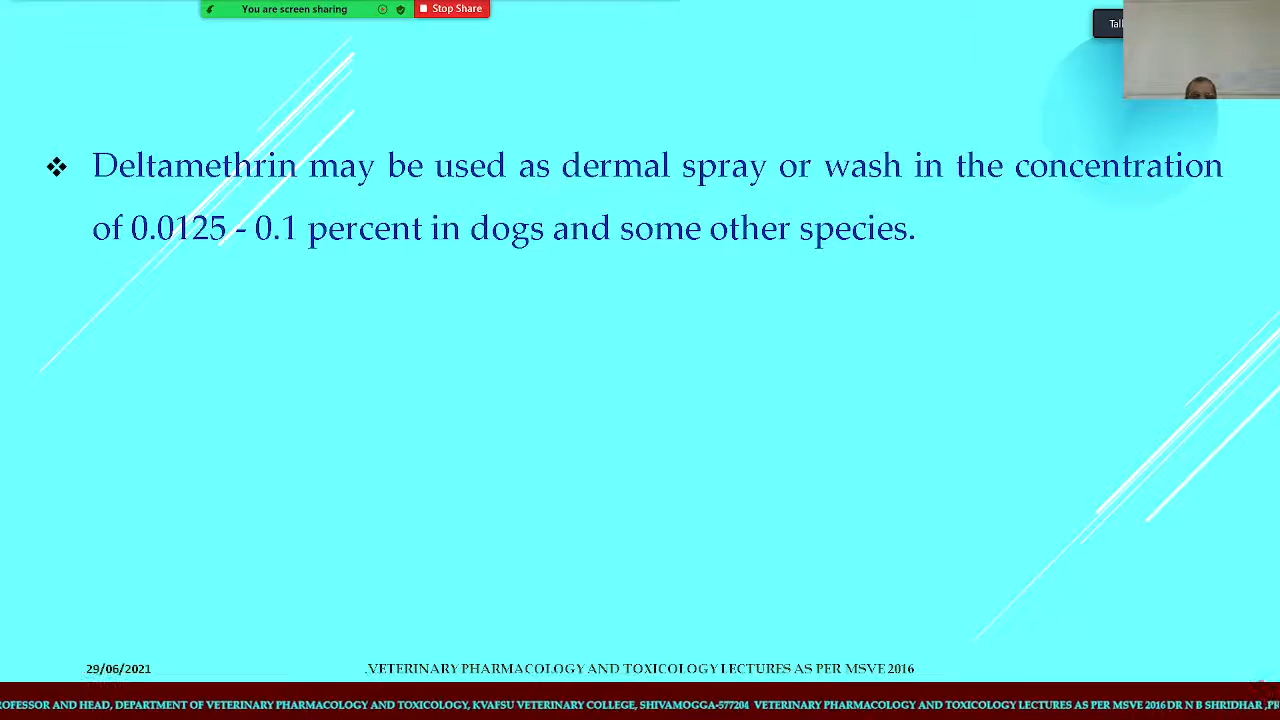 You are screen sharing
Stop Share
Deltamethrin may be used as dermal spray or wash in the concentration
of 0.0125 - 0.1 percent in dogs and some other species.
29/06/2021
.VETERINARY PHARMACOLOGY AND TOXICOLOGY LECTURES AS PER MSVE 2016
AND HEAD, DEPARTMENT OF VETERINARY PHARMACOLOGY AND TOXICOLOGY, KVAFSU VETERINARY COLLEGE, SHIVAMOGGA-577204 VETERINARY PHARMACOLOGY AND TOXICOLOGY LECTURES AS PER MSVE 2016 DR N B SHRIDHAR ,